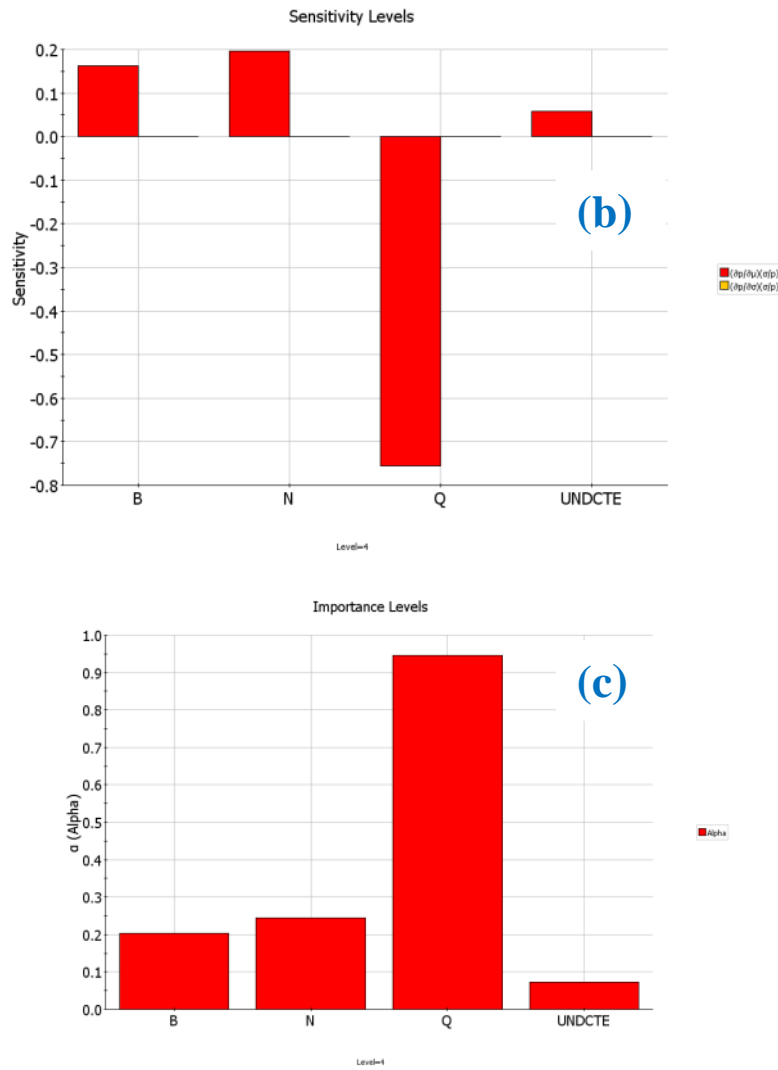 Sensitivity Levels
0.2
0.1
0.0
-0.1
-0.2
-0.3
-0.4
-0.5
-0.6
-0.7
-0.8
Sensitivity
(b)
(∂p/∂μ)(σ/p)
(∂p/∂σ)(σ/p)
B N Q UNDCTE
Level=4
Importance Levels
1.0
0.9
0.8
0.7
0.6
0.5
0.4
0.3
0.2
0.1
0.0
α (Alpha)
(c)
Alpha
B N Q UNDCTE
Level=4